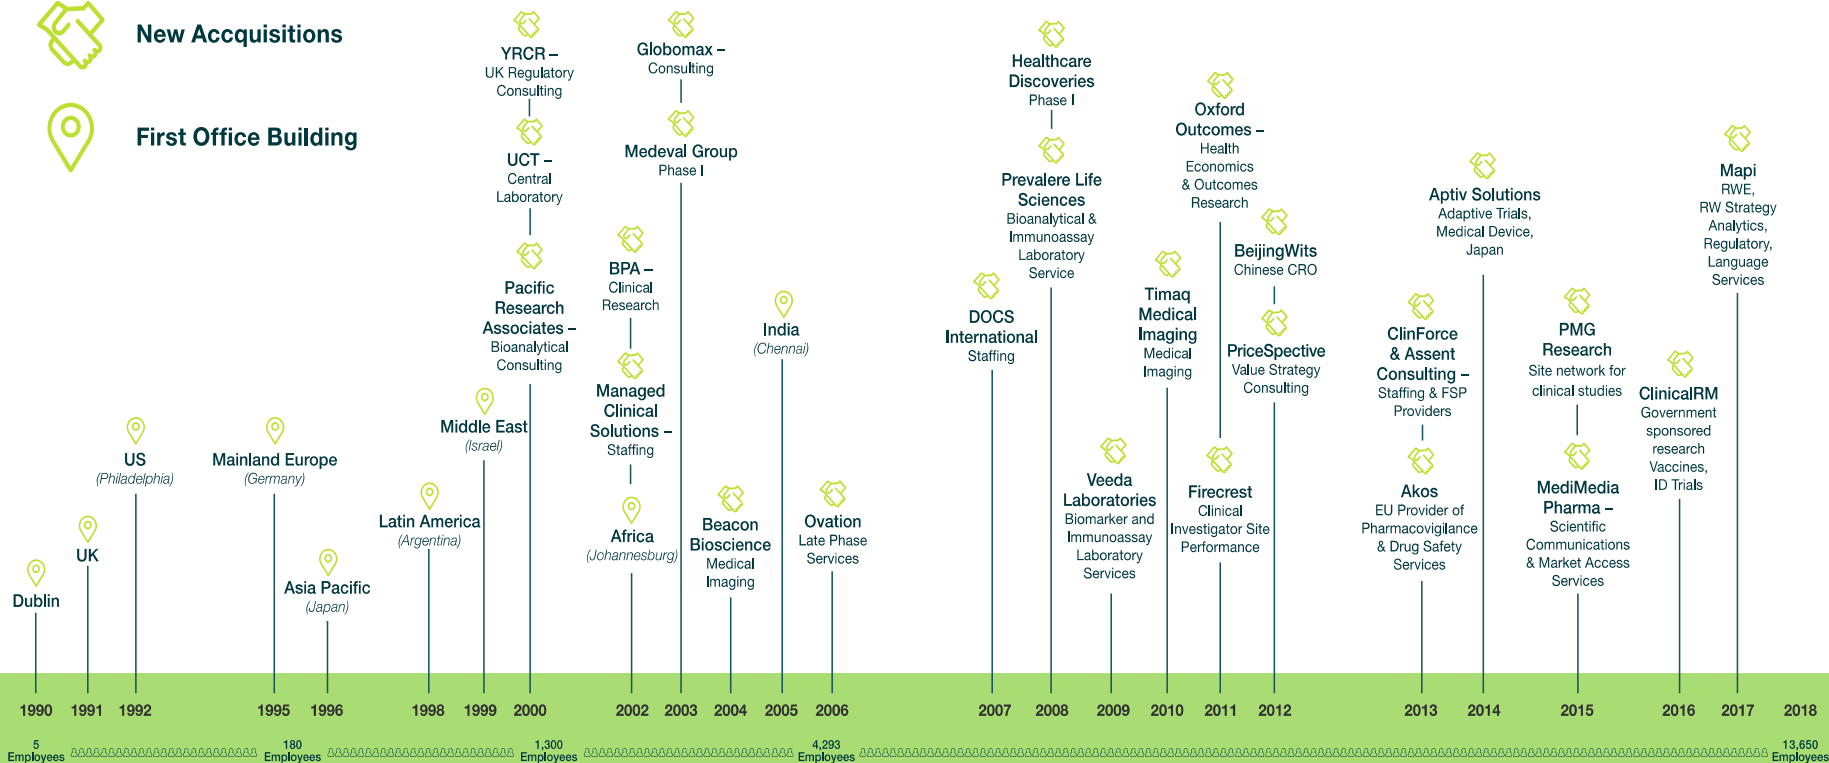 New Accquisitions
First Office Building
Dublin
UK
US
(Philadelphia)
Mainland Europe
(Germany)
Asia Pacific
(Japan)
Latin America
(Argentina)
Middle East
(Israel)
YRCR –
UK Regulatory
Consulting
UCT –
Central
Laboratory
Pacific
Research
Associates –
Bioanalytical
Consulting
BPA –
Clinical
Research
Managed
Clinical
Solutions –
Staffing
Africa
(Johannesburg)
Globomax –
Consulting
Medeval Group
Phase I
Beacon
Bioscience
Medical
Imaging
India
(Chennai)
Ovation
Late Phase
Services
DOCS
International
Staffing
Healthcare
Discoveries
Phase I
Prevalere Life
Sciences
Bioanalytical &
Immunoassay
Laboratory
Service
Veeda
Laboratories
Biomarker and
Immunoassay
Laboratory
Services
Timaq
Medical
Imaging
Medical
Imaging
Oxford
Outcomes –
Health
Economics
& Outcomes
Research
Firecrest
Clinical
Investigator Site
Performance
BeijingWits
Chinese CRO
PriceSpective
Value Strategy
Consulting
ClinForce
& Assent
Consulting –
Staffing & FSP
Providers
Akos
EU Provider of
Pharmacovigilance
& Drug Safety
Services
Aptiv Solutions
Adaptive Trials,
Medical Device,
Japan
PMG
Research
Site network for
clinical studies
MediMedia
Pharma –
Scientific
Communications
& Market Access
Services
ClinicalRM
Government
sponsored
research
Vaccines,
ID Trials
Mapi
RWE,
RW Strategy
Analytics,
Regulatory,
Language
Services
1990 1991 1992 1995 1996 1998 1999 2000 2002 2003 2004 2005 2006 2007 2008 2009 2010 2011 2012 2013 2014 2015 2016 2017 2018
5
Employees
180
Employees
1,300
Employees
4,293
Employees
13,650
Employees